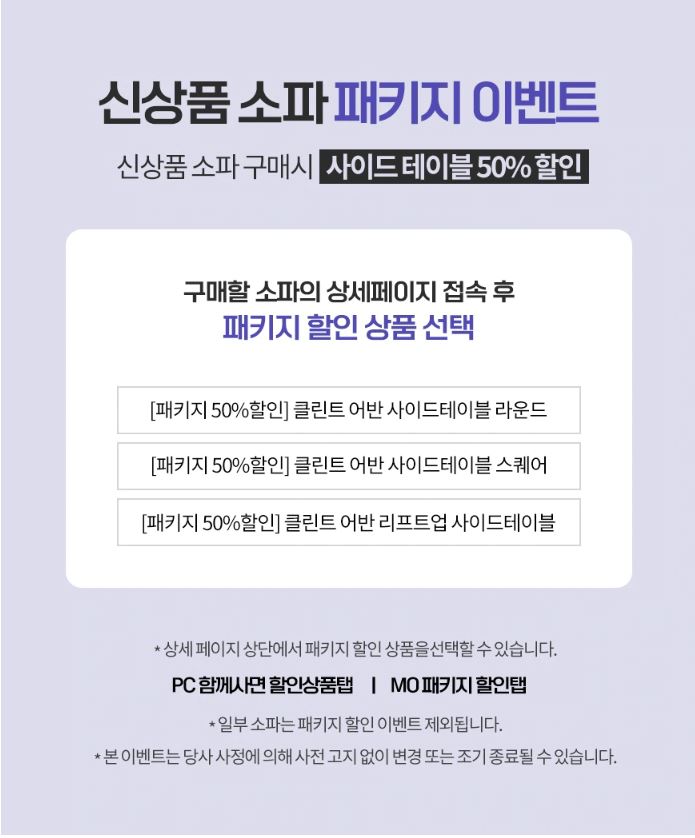 신상품 소파 패키지 이벤트
신상품 소파 구매시 사이드 테이블 50% 할인
구매할 소파의 상세페이지 접속 후
패키지 할인 상품 선택
[패키지 50%할인] 클린트 어반 사이드테이블 라운드
[패키지 50%할인] 클린트 어반 사이드테이블 스퀘어
[패키지 50%할인] 클린트 어반 리프트업 사이드테이블
* 상세 페이지 상단에서 패키지 할인 상품을선택할 수 있습니다.
PC 함께사면 할인상품탭 | MO 패키지 할인탭
* 일부 소파는 패키지 할인 이벤트 제외됩니다.
* 본 이벤트는 당사 사정에 의해 사전 고지 없이 변경 또는 조기 종료될 수 있습니다.